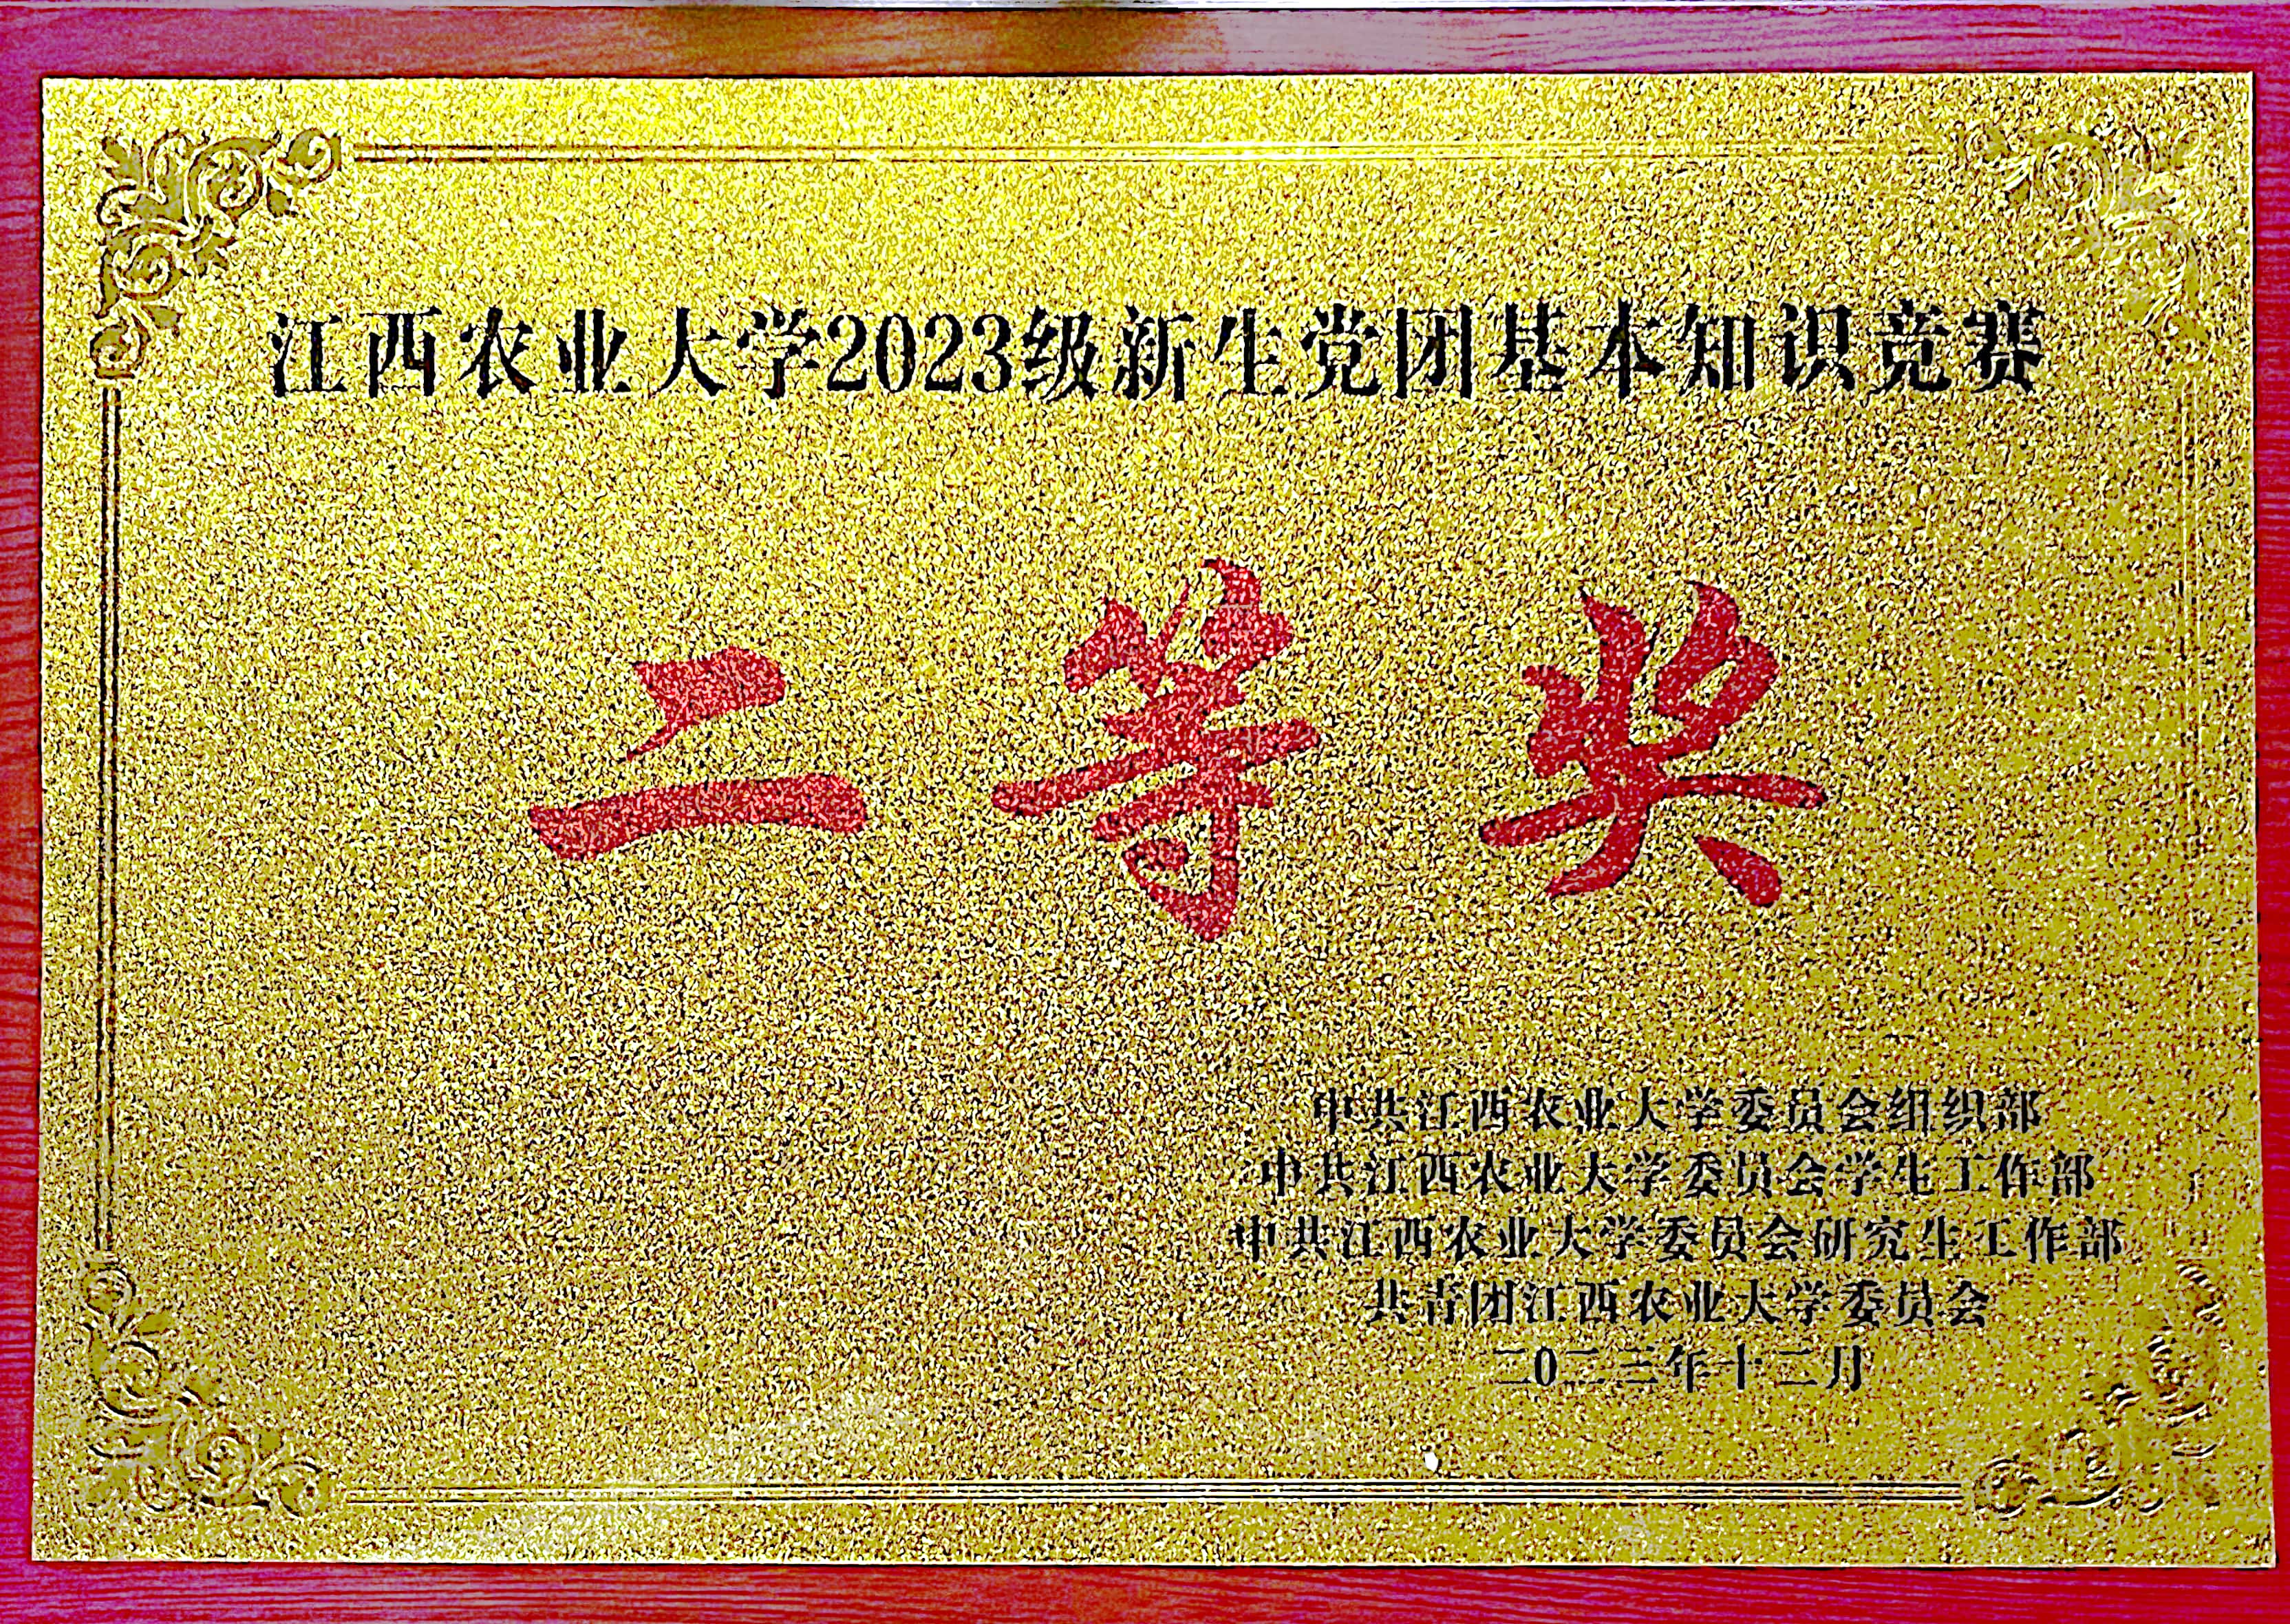 江西农业大学2023级新生党团基本知识竞赛
二等奖
中共江西农业大学委员会组织部
中共江西农业大学委员会学生工作部
中共江西农业大学委员会研究生工作部
共青团江西农业大学委员会
二0二三年十二月